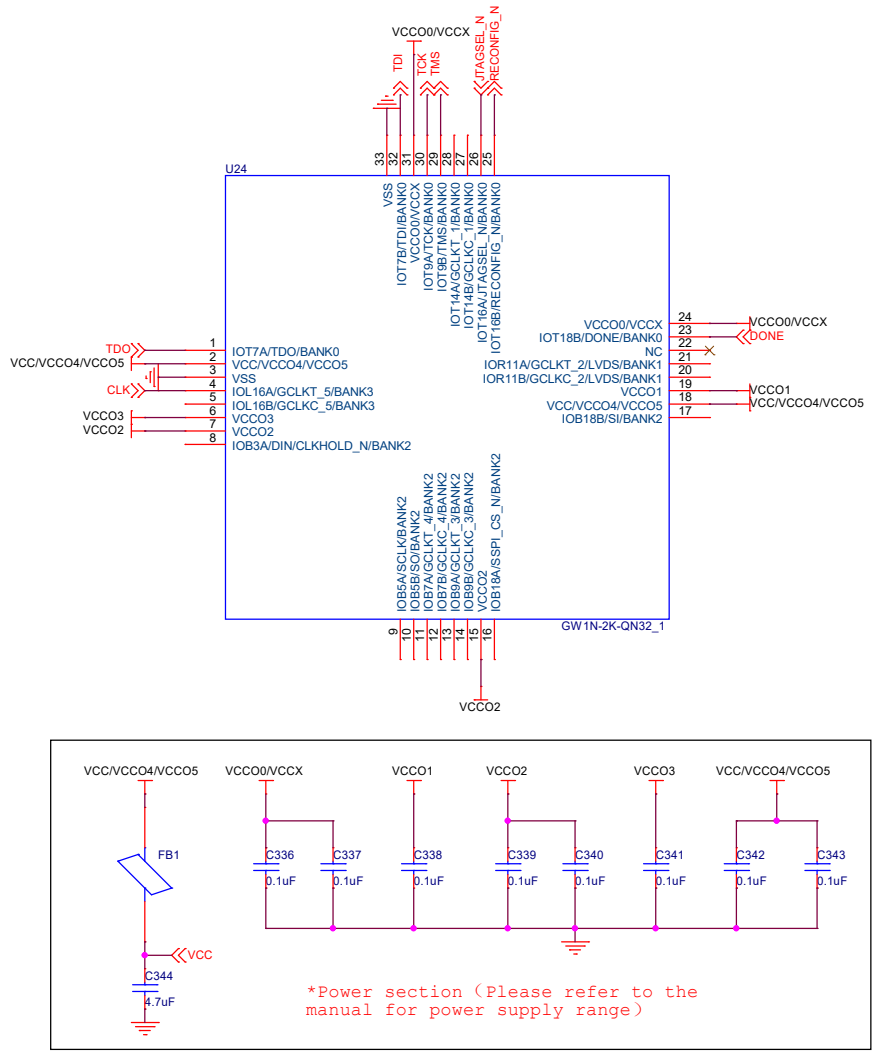 VCCO0/VCCX
TDI
TCK
TMS
JTAGSEL_N
RECONFIG_N
33
32
31
30
29
28
27
26
25
U24
VSS
IOT7B/TDI/BANK0
VCCO0/VCCX
IOT9A/TCK/BANK0
IOT9B/TMS/BANK0
IOT14A/GCLKT_1/BANK0
IOT14B/GCLKC_1/BANK0
IOT16A/JTAGSEL_N/BANK0
IOT16B/RECONFIG_N/BANK0
TDO 1 IOT7A/TDO/BANK0
VCC/VCCO4/VCCO5 2 VCC/VCCO4/VCCO5
3 VSS
CLK 4 IOL16A/GCLKT_5/BANK3
5 IOL16B/GCLKC_5/BANK3
VCCO3 6 VCCO3
VCCO2 7 VCCO2
8 IOB3A/DIN/CLKHOLD_N/BANK2
VCCO0/VCCX 24 VCCO0/VCCX
IOT18B/DONE/BANK0 23 DONE
NC 22
IOR11A/GCLKT_2/LVDS/BANK1 21
IOR11B/GCLKC_2/LVDS/BANK1 20
VCCO1 19 VCCO1
VCC/VCCO4/VCCO5 18 VCC/VCCO4/VCCO5
IOB18B/SI/BANK2 17
IOB5A/SCLK/BANK2
IOB5B/SO/BANK2
IOB7A/GCLKT_4/BANK2
IOB7B/GCLKC_4/BANK2
IOB9A/GCLKT_3/BANK2
IOB9B/GCLKC_3/BANK2
VCCO2
IOB18A/SSPI_CS_N/BANK2
GW1N-2K-QN32_1
9
10
11
12
13
14
15
16
VCCO2
VCC/VCCO4/VCCO5 VCCO0/VCCX VCCO1 VCCO2 VCCO3 VCC/VCCO4/VCCO5
FB1 C336 C337 C338 C339 C340 C341 C342 C343
0.1uF 0.1uF 0.1uF 0.1uF 0.1uF 0.1uF 0.1uF 0.1uF
VCC
C344
4.7uF
*Power section（Please refer to the
manual for power supply range）